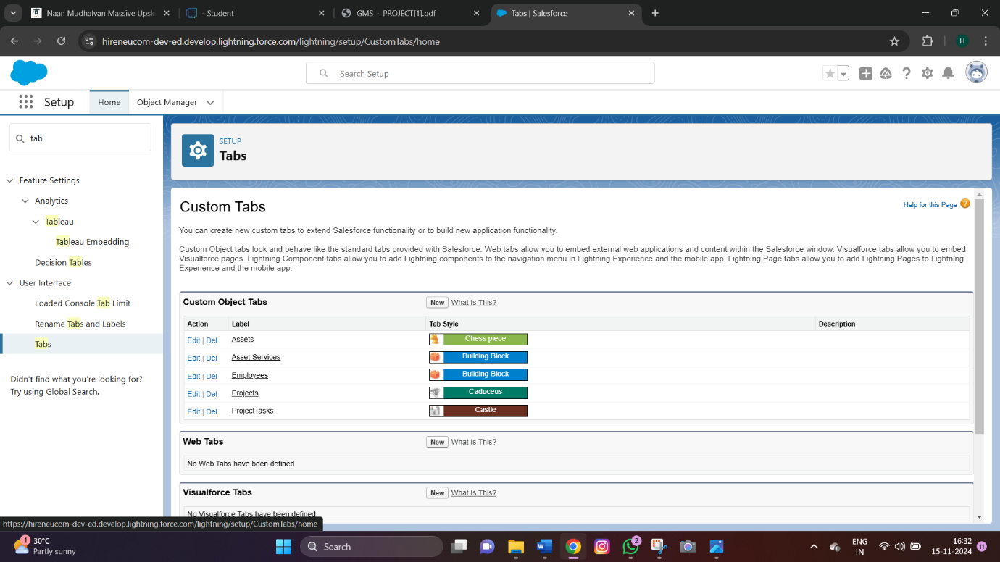 Naan Mudhalvan Massive Upski
- Student
GMS_-_PROJECT[1].pdf
Tabs | Salesforce
hireneucom-dev-ed.develop.lightning.force.com/lightning/setup/CustomTabs/home
H
Search Setup
Setup
Home
Object Manager
tab
Feature Settings
Analytics
Tableau
Tableau Embedding
Decision Tables
User Interface
Loaded Console Tab Limit
Rename Tabs and Labels
Tabs
Didn't find what you're looking for?
Try using Global Search.
SETUP
Tabs
Custom Tabs
Help for this Page ?
You can create new custom tabs to extend Salesforce functionality or to build new application functionality.
Custom Object tabs look and behave like the standard tabs provided with Salesforce. Web tabs allow you to embed external web applications and content within the Salesforce window. Visualforce tabs allow you to embed
Visualforce pages. Lightning Component tabs allow you to add Lightning components to the navigation menu in Lightning Experience and the mobile app. Lightning Page tabs allow you to add Lightning Pages to Lightning
Experience and the mobile app.
Custom Object Tabs New What Is This?
Action Label Tab Style Description
Edit | Del Assets Chess piece
Edit | Del Asset Services Building Block
Edit | Del Employees Building Block
Edit | Del Projects Caduceus
Edit | Del ProjectTasks Castle
Web Tabs New What Is This?
No Web Tabs have been defined
Visualforce Tabs New What Is This?
No Visualforce Tabs have been defined
https://hireneucom-dev-ed.develop.lightning.force.com/lightning/setup/CustomTabs/home
1
30°C
Partly sunny
Search
2
ENG
IN
16:32
15-11-2024
11